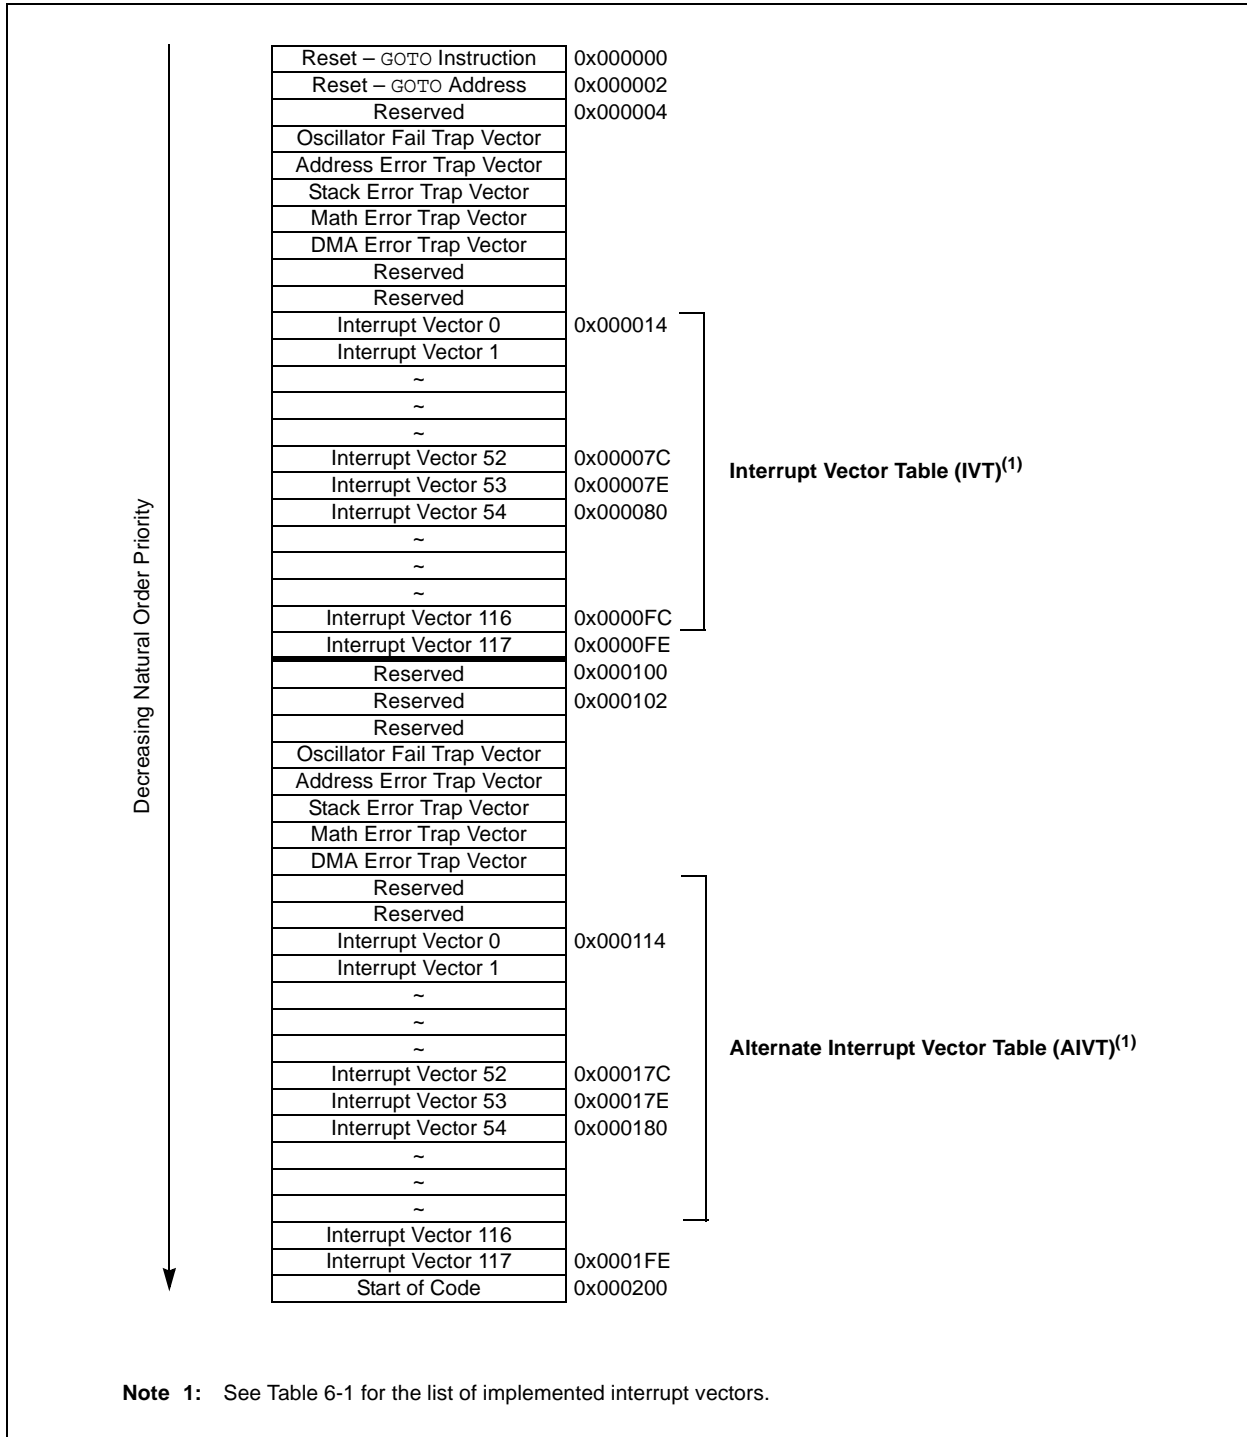 Reset – GOTO Instruction 0x000000
Reset – GOTO Address 0x000002
Reserved 0x000004
Oscillator Fail Trap Vector
Address Error Trap Vector
Stack Error Trap Vector
Math Error Trap Vector
DMA Error Trap Vector
Reserved
Reserved
Interrupt Vector 0 0x000014
Interrupt Vector 1
~
~
~
Interrupt Vector 52 0x00007C
Interrupt Vector Table (IVT)(1)
Interrupt Vector 53 0x00007E
Interrupt Vector 54 0x000080
~
~
~
Interrupt Vector 116 0x0000FC
Interrupt Vector 117 0x0000FE
Decreasing Natural Order Priority
Reserved 0x000100
Reserved 0x000102
Reserved
Oscillator Fail Trap Vector
Address Error Trap Vector
Stack Error Trap Vector
Math Error Trap Vector
DMA Error Trap Vector
Reserved
Reserved
Interrupt Vector 0 0x000114
Interrupt Vector 1
~
~
~
Alternate Interrupt Vector Table (AIVT)(1)
Interrupt Vector 52 0x00017C
Interrupt Vector 53 0x00017E
Interrupt Vector 54 0x000180
~
~
~
Interrupt Vector 116
Interrupt Vector 117 0x0001FE
Start of Code 0x000200
Note 1: See Table 6-1 for the list of implemented interrupt vectors.